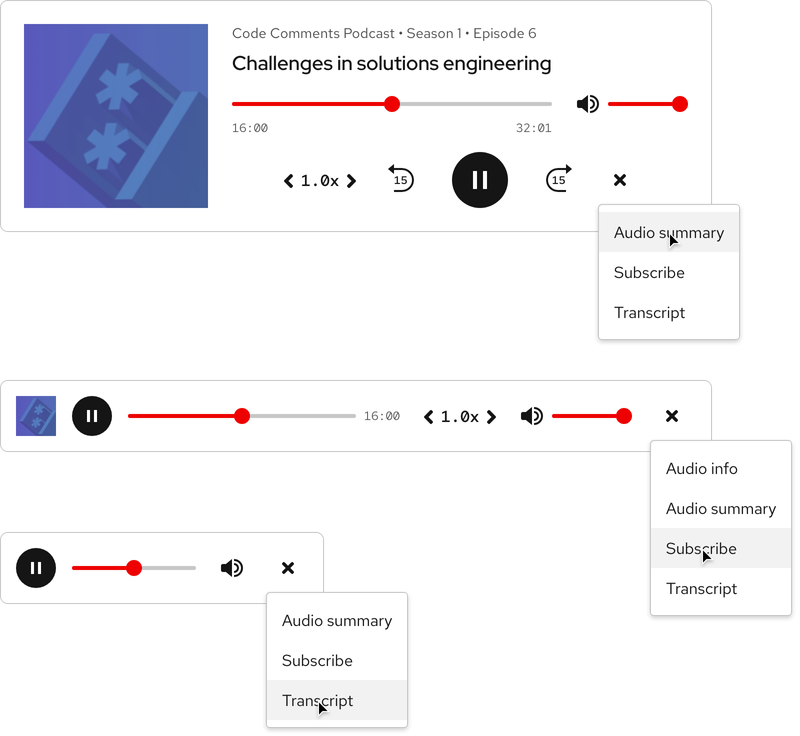 Code Comments Podcast • Season 1 • Episode 6
Challenges in solutions engineering
16:00 32:01
1.0x 15 15
Audio summary
Subscribe
Transcript
16:00 1.0x
Audio info
Audio summary
Subscribe
Transcript
Audio summary
Subscribe
Transcript